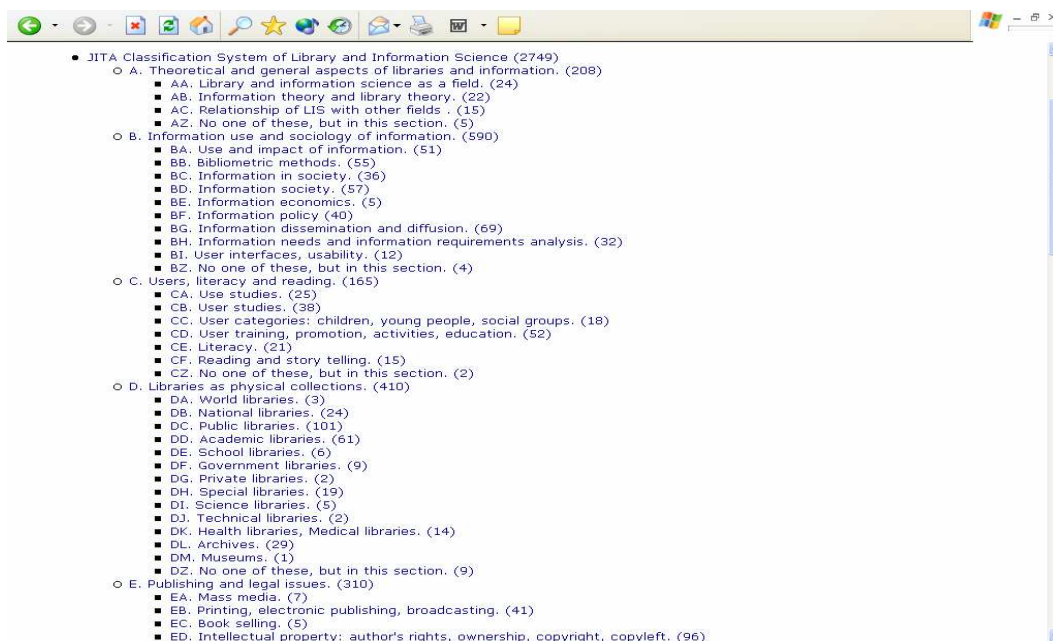 JITA Classification System of Library and Information Science (2749)
A. Theoretical and general aspects of libraries and information. (208)
AA. Library and information science as a field. (24)
AB. Information theory and library theory. (22)
AC. Relationship of LIS with other fields . (15)
AZ. No one of these, but in this section. (5)
B. Information use and sociology of information. (590)
BA. Use and impact of information. (51)
BB. Bibliometric methods. (55)
BC. Information in society. (36)
BD. Information society. (57)
BE. Information economics. (5)
BF. Information policy (40)
BG. Information dissemination and diffusion. (69)
BH. Information needs and information requirements analysis. (32)
BI. User interfaces, usability. (12)
BZ. No one of these, but in this section. (4)
C. Users, literacy and reading. (165)
CA. Use studies. (25)
CB. User studies. (38)
CC. User categories: children, young people, social groups. (18)
CD. User training, promotion, activities, education. (52)
CE. Literacy. (21)
CF. Reading and story telling. (15)
CZ. No one of these, but in this section. (2)
D. Libraries as physical collections. (410)
DA. World libraries. (3)
DB. National libraries. (24)
DC. Public libraries. (101)
DD. Academic libraries. (61)
DE. School libraries. (6)
DF. Government libraries. (9)
DG. Private libraries. (2)
DH. Special libraries. (19)
DI. Science libraries. (5)
DJ. Technical libraries. (2)
DK. Health libraries, Medical libraries. (14)
DL. Archives. (29)
DM. Museums. (1)
DZ. No one of these, but in this section. (9)
E. Publishing and legal issues. (310)
EA. Mass media. (7)
EB. Printing, electronic publishing, broadcasting. (41)
EC. Book selling. (5)
ED. Intellectual property: author's rights, ownership, copyright, copyleft. (96)